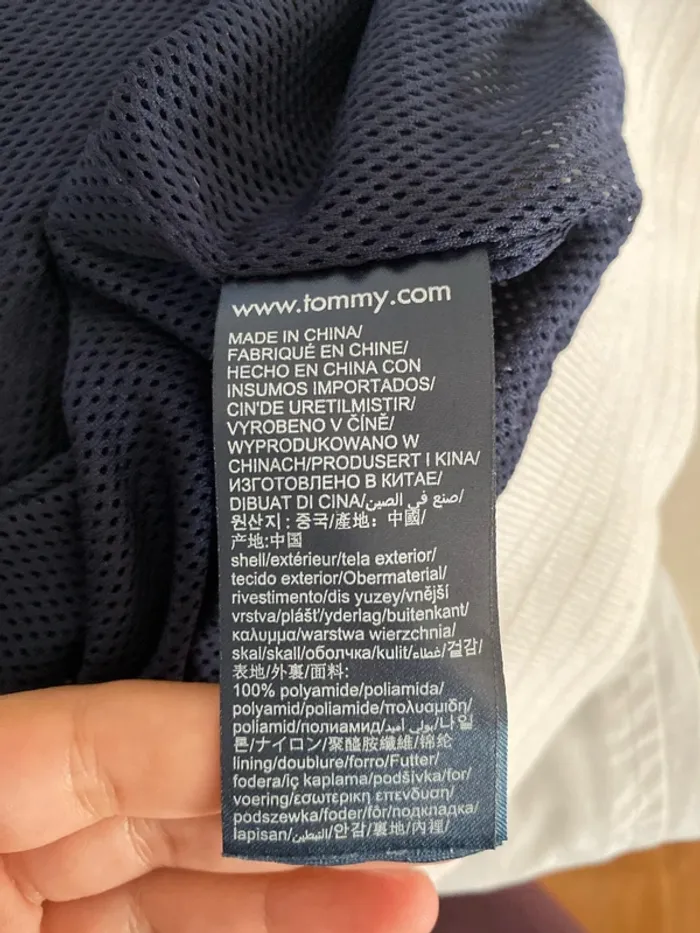 www.tommy.com
MADE IN CHINA/
FABRIQUÉ EN CHINE/
HECHO EN CHINA CON
INSUMOS IMPORTADOS/
CIN'DE URETILMISTIR/
VYROBENO V ČÍNĚ/
WYPRODUKOWANO W
CHINACH/PRODUSERT I KINA/
ИЗГОТОВЛЕНО В КИТАЕ/
DIBUAT DI CINA/صنع في الصين/
원산지 : 중국/產地：中國/
产地:中国
shell/extérieur/tela exterior/
tecido exterior/Obermaterial/
rivestimento/dis yuzey/vnější
vrstva/plášť/yderlag/buitenkant/
καλυμμα/warstwa wierzchnia/
skal/skall/оболчка/kulit/غطاء/겉감/
表地/外裏/面料:
100% polyamide/poliamida/
polyamid/poliamide/πολυαμιδη/
poliamid/полиамид/بولي اميد/나일
론/ナイロン/聚醯胺纖維/锦纶
lining/doublure/forro/Futter/
fodera/iç kaplama/podšívka/for/
voering/εσωτερικη επενδυση/
podszewka/foder/fôr/подкладка/
lapisan/التبطين/안감/裏地/內裡/